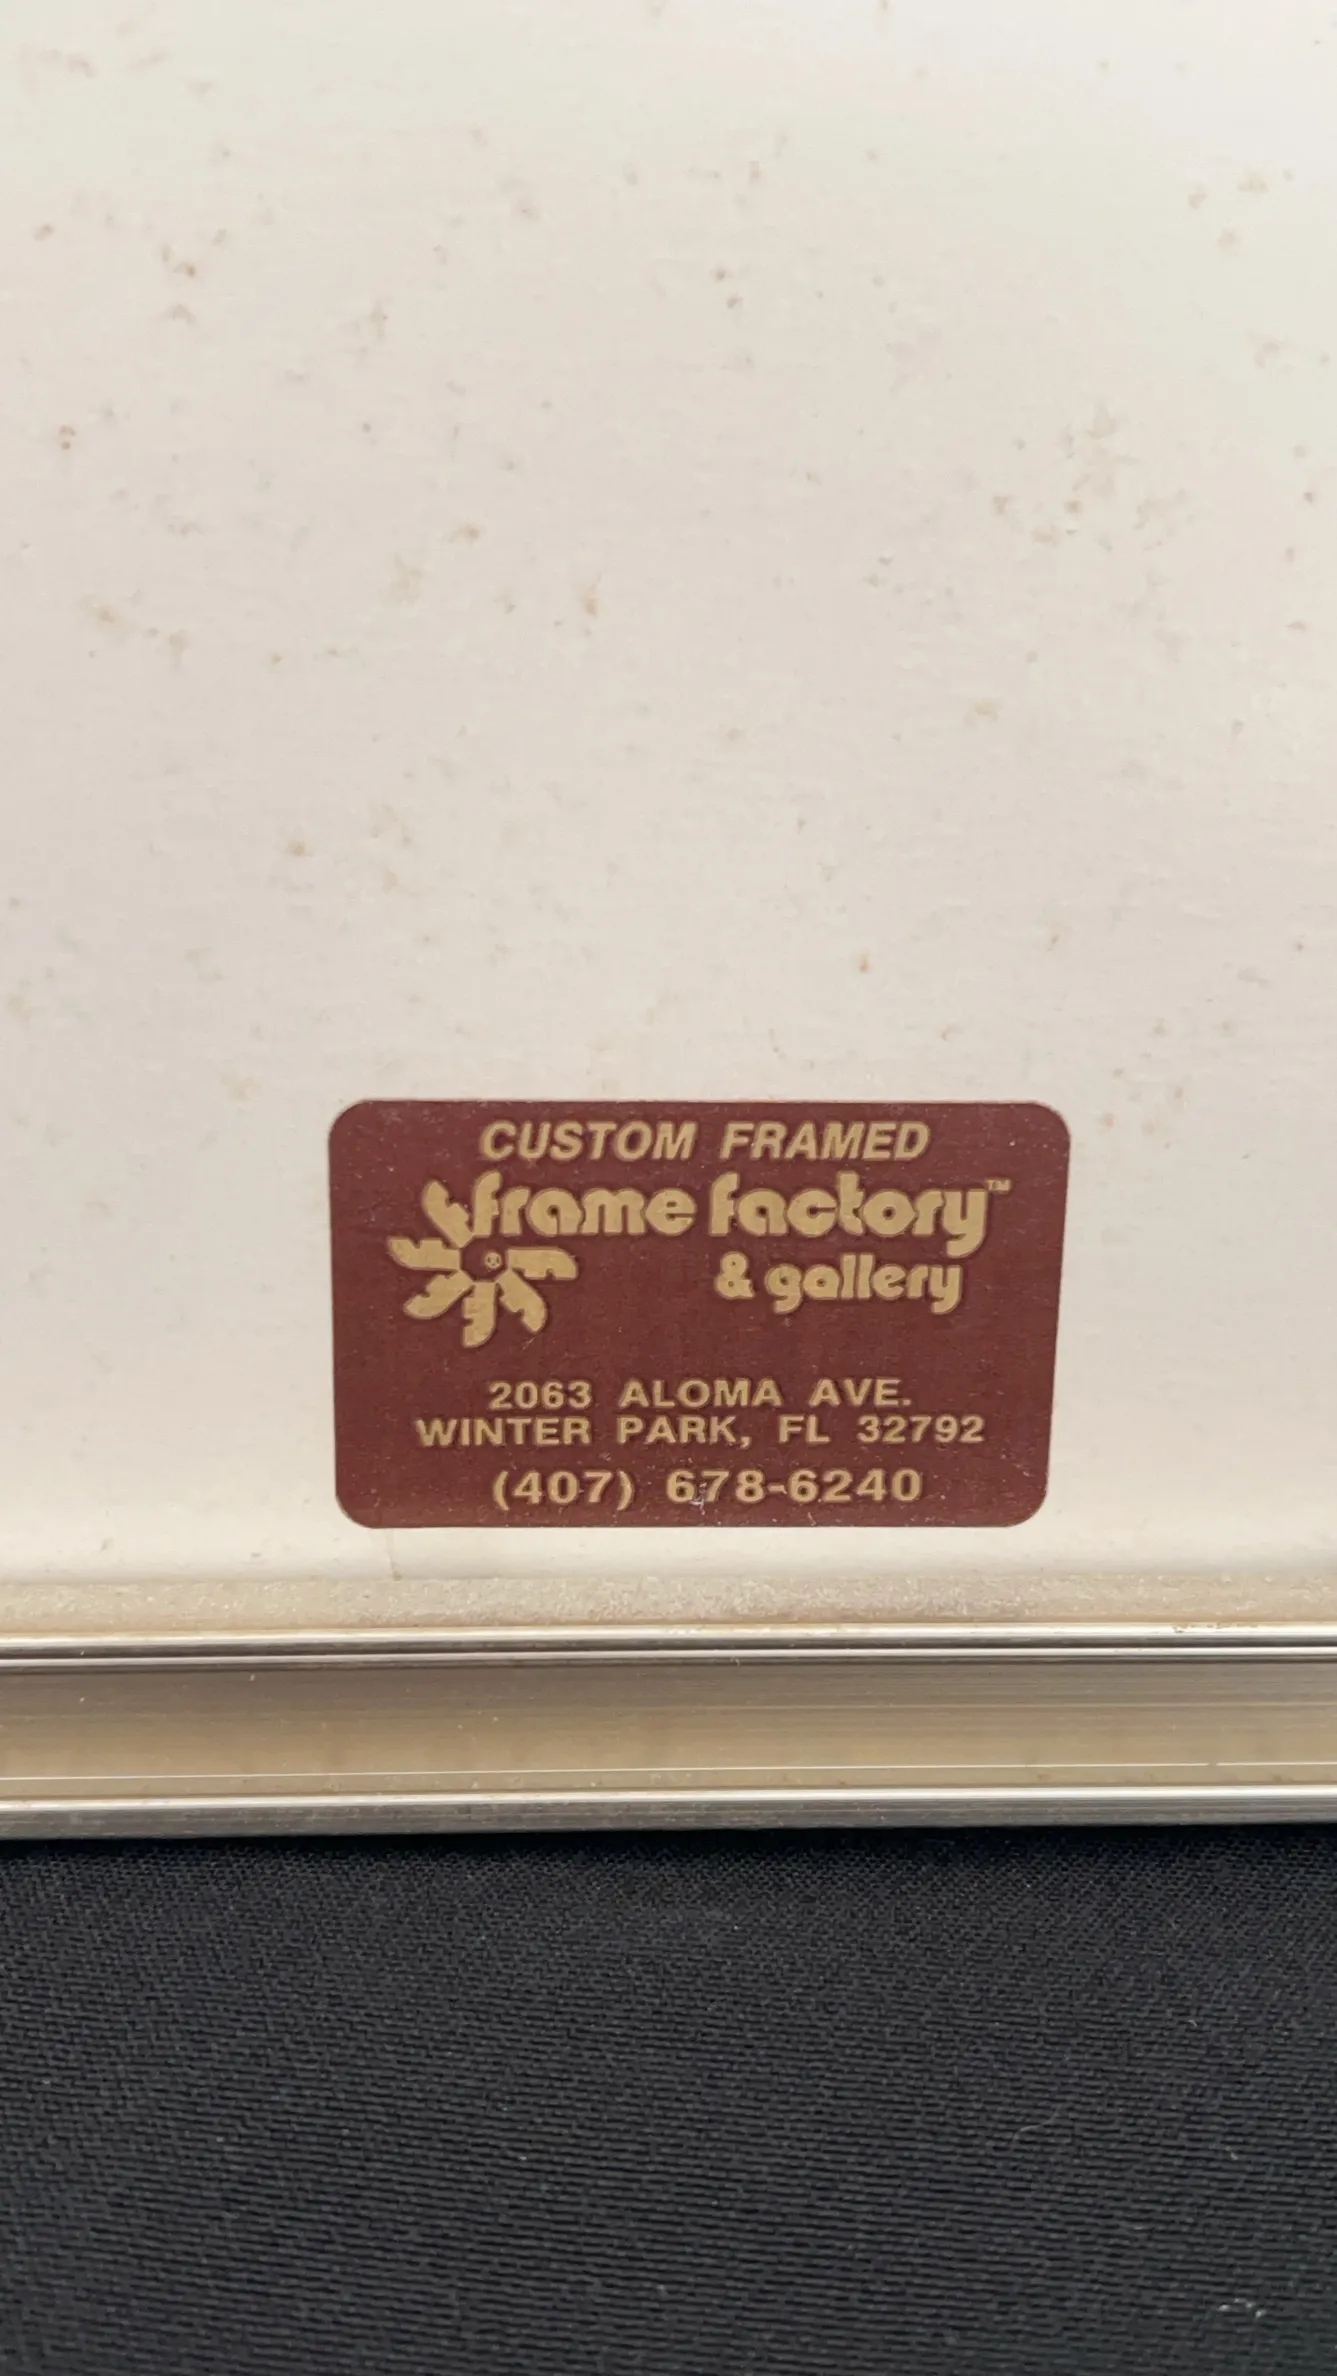 CUSTOM FRAMED
frame factory™
& gallery
®
2063 ALOMA AVE.
WINTER PARK, FL 32792
(407) 678-6240